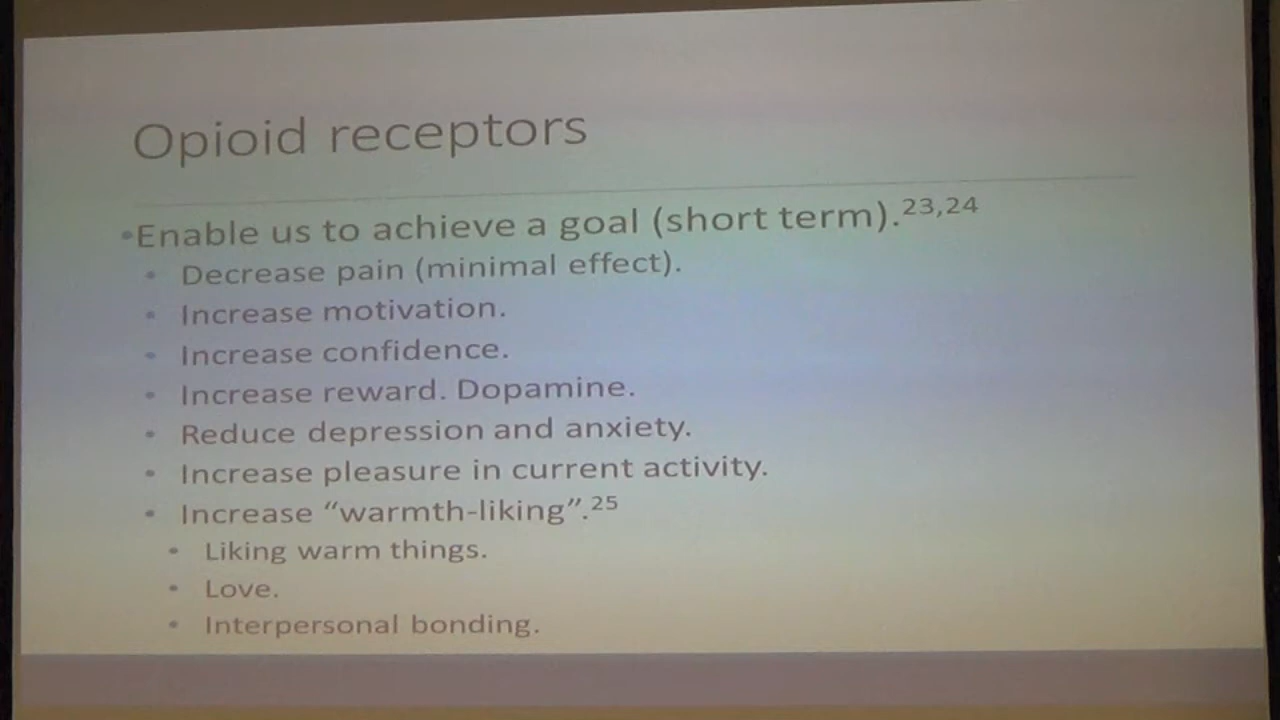 Opioid receptors
•Enable us to achieve a goal (short term).23,24
• Decrease pain (minimal effect).
• Increase motivation.
• Increase confidence.
• Increase reward. Dopamine.
• Reduce depression and anxiety.
• Increase pleasure in current activity.
• Increase “warmth-liking”.25
• Liking warm things.
• Love.
• Interpersonal bonding.